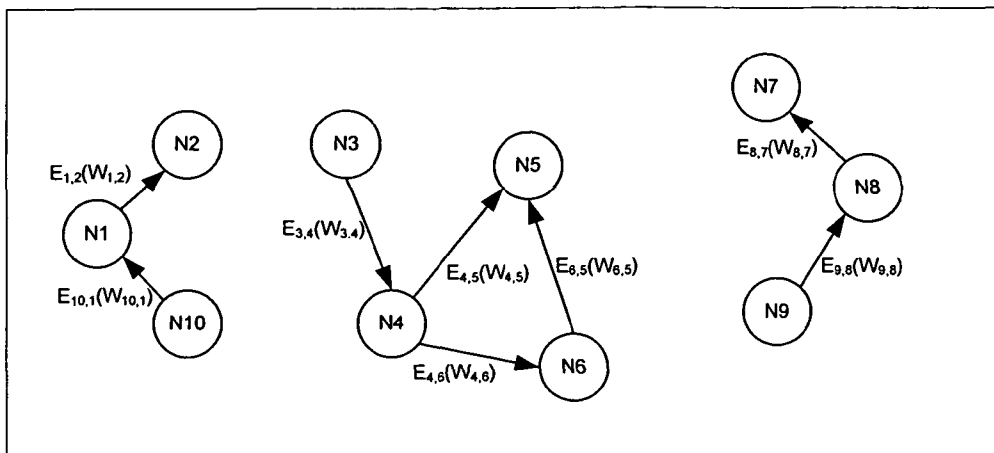 N7
N2
N3
N5
E8,7(W8,7)
E1,2(W1,2)
N8
N1
E3,4(W3.4)
E4,5(W4,5)
E6,5(W6,5)
E9,8(W9,8)
E10,1(W10,1)
N10
N4
N9
E4,6(W4,6)
N6